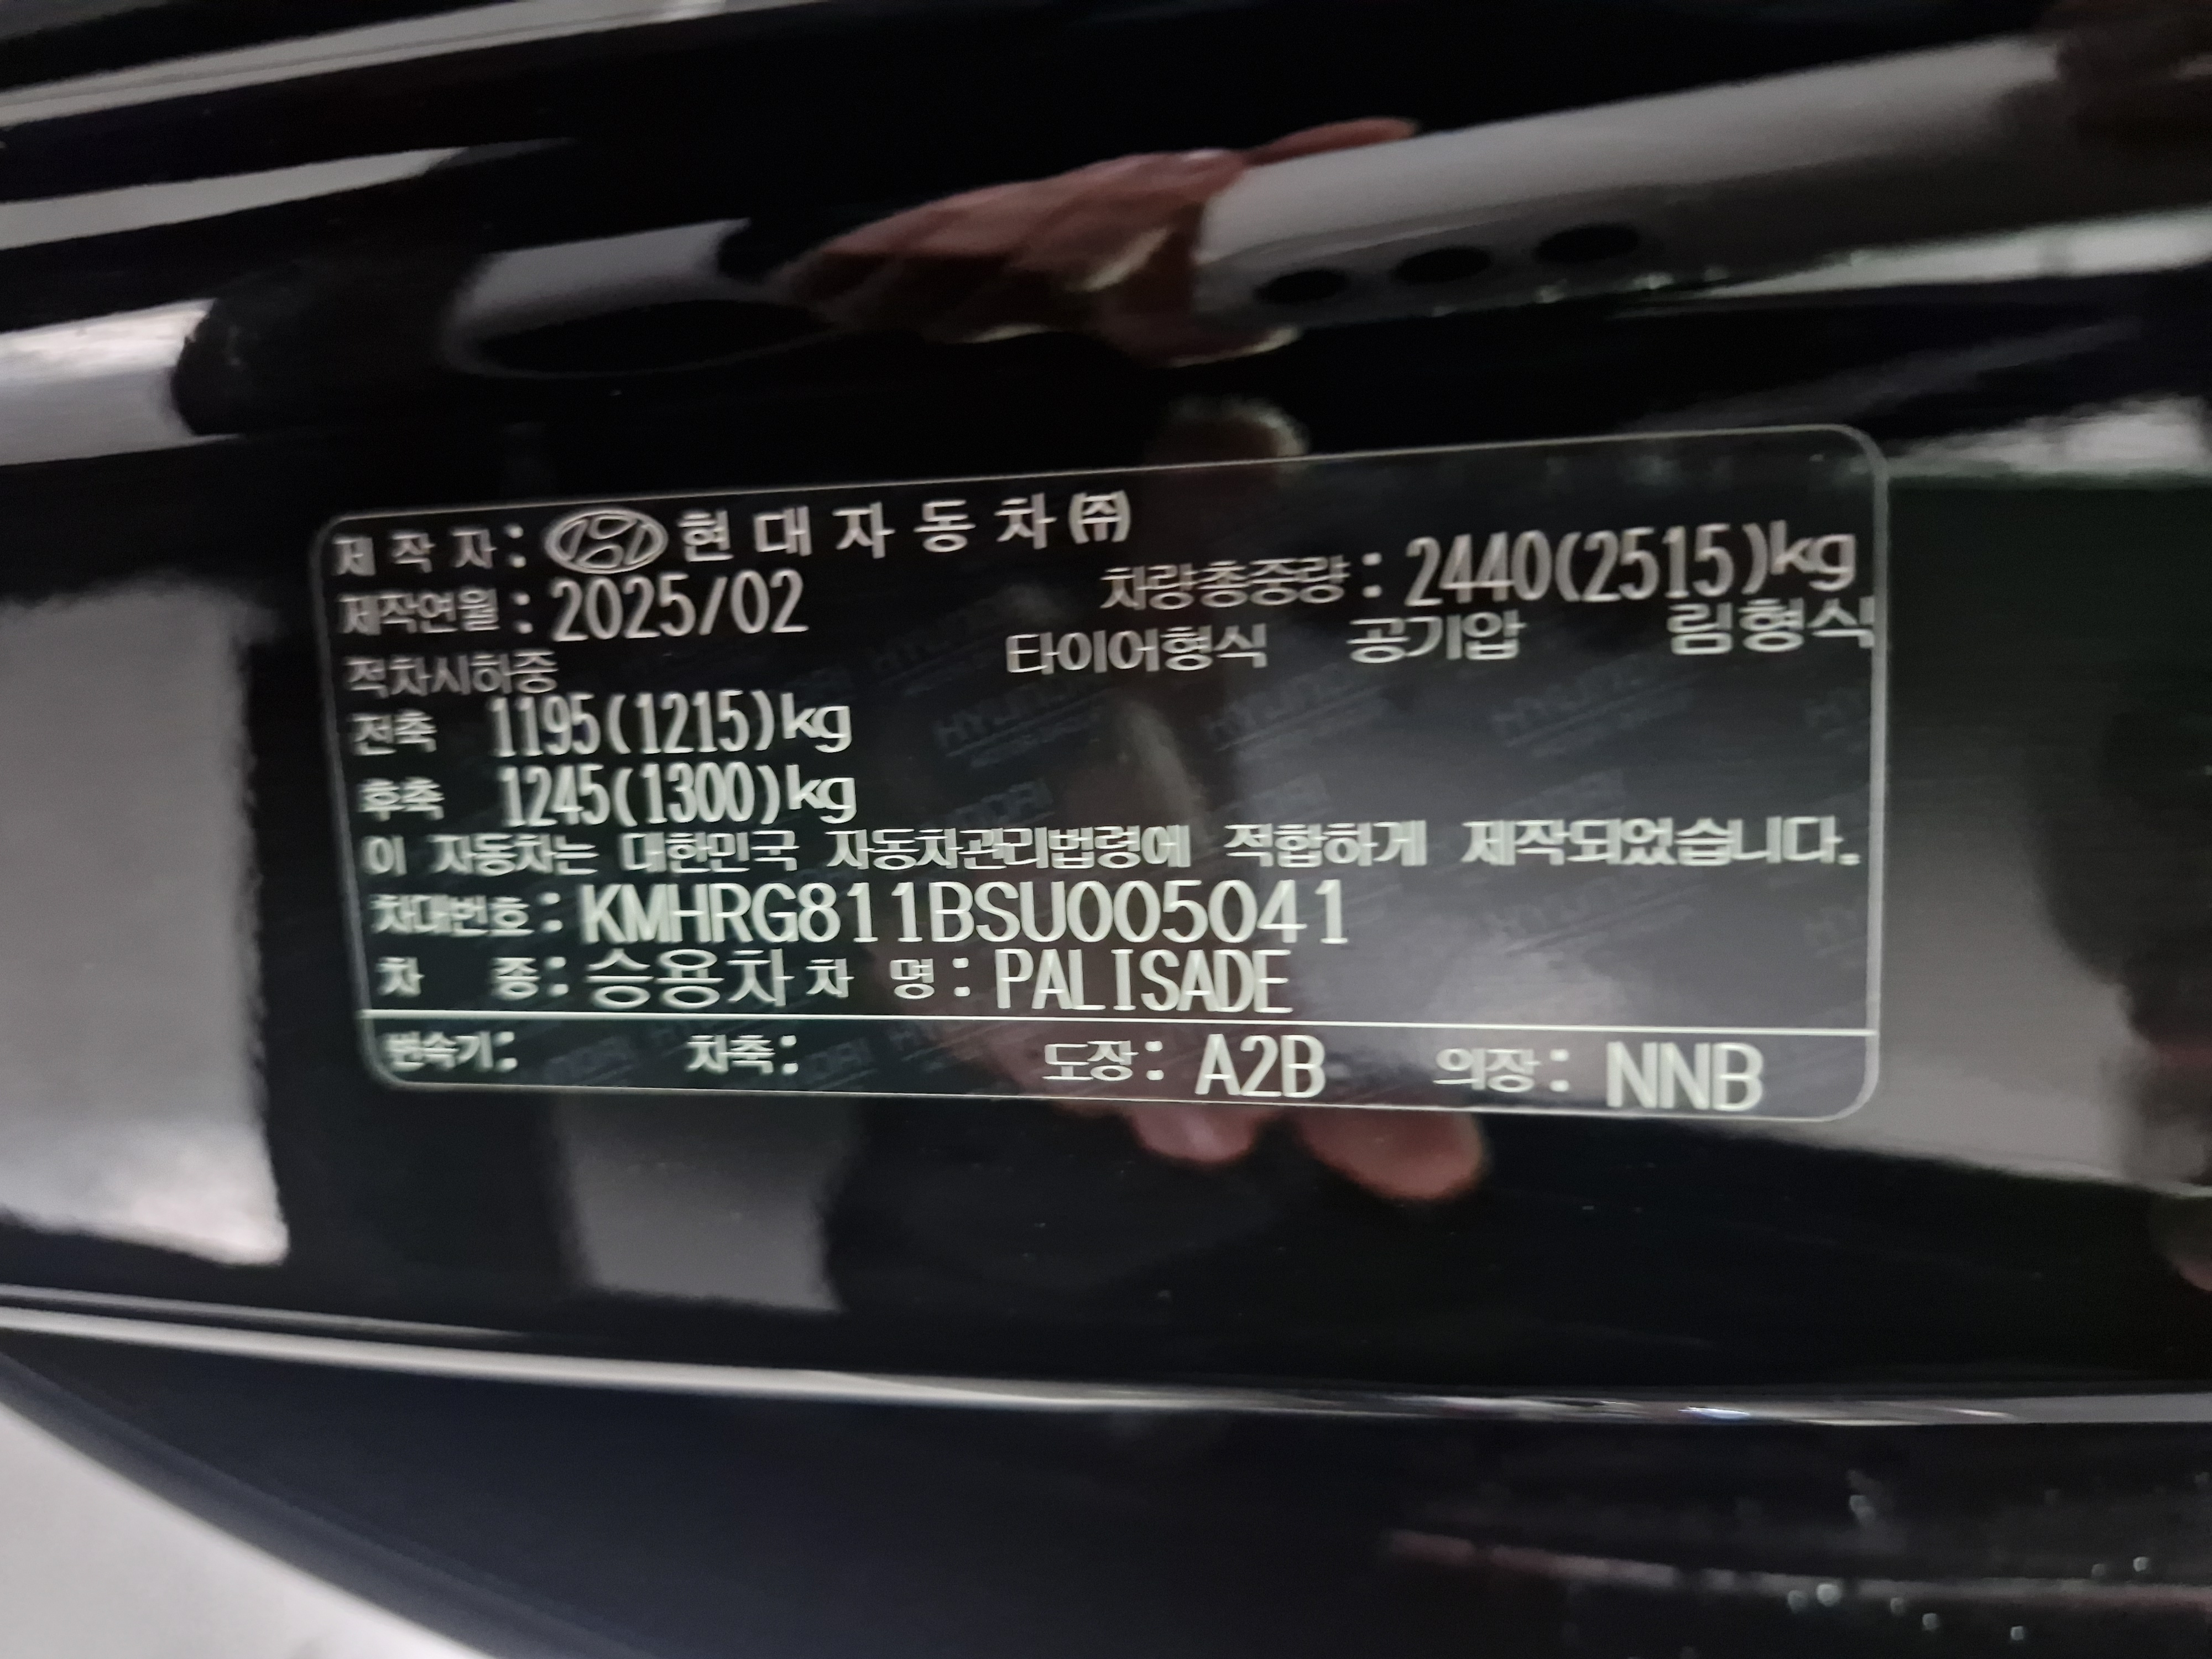 제 작 자 : 현 대 자 동 차 ㈜
제작연월 : 2025/02 차량총중량 : 2440(2515)kg
적차시하중 타이어형식 공기압 림형식
전축 1195(1215)kg
후축 1245(1300)kg
이 자동차는 대한민국 자동차관리법령에 적합하게 제작되었습니다.
차대번호 : KMHRG811BSU005041
차 종 : 승용차 차 명 : PALISADE
변속기 : 차축 : 도장 : A2B 의장 : NNB